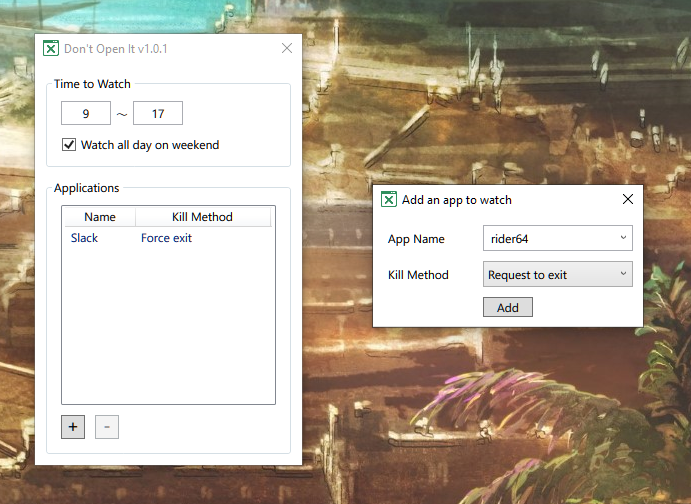 Don't Open It v1.0.1
Time to Watch
9 ~ 17
Watch all day on weekend
Applications
Name Kill Method
Slack Force exit
+ -
Add an app to watch
App Name rider64
Kill Method Request to exit
Add